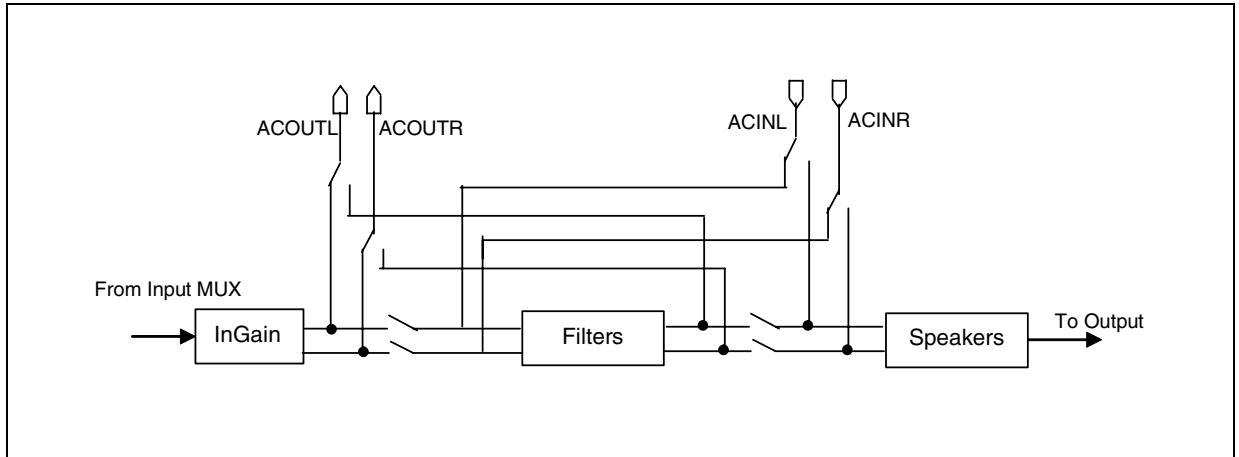 ACOUTL
ACOUTR
ACINL
ACINR
From Input MUX
InGain
Filters
Speakers
To Output